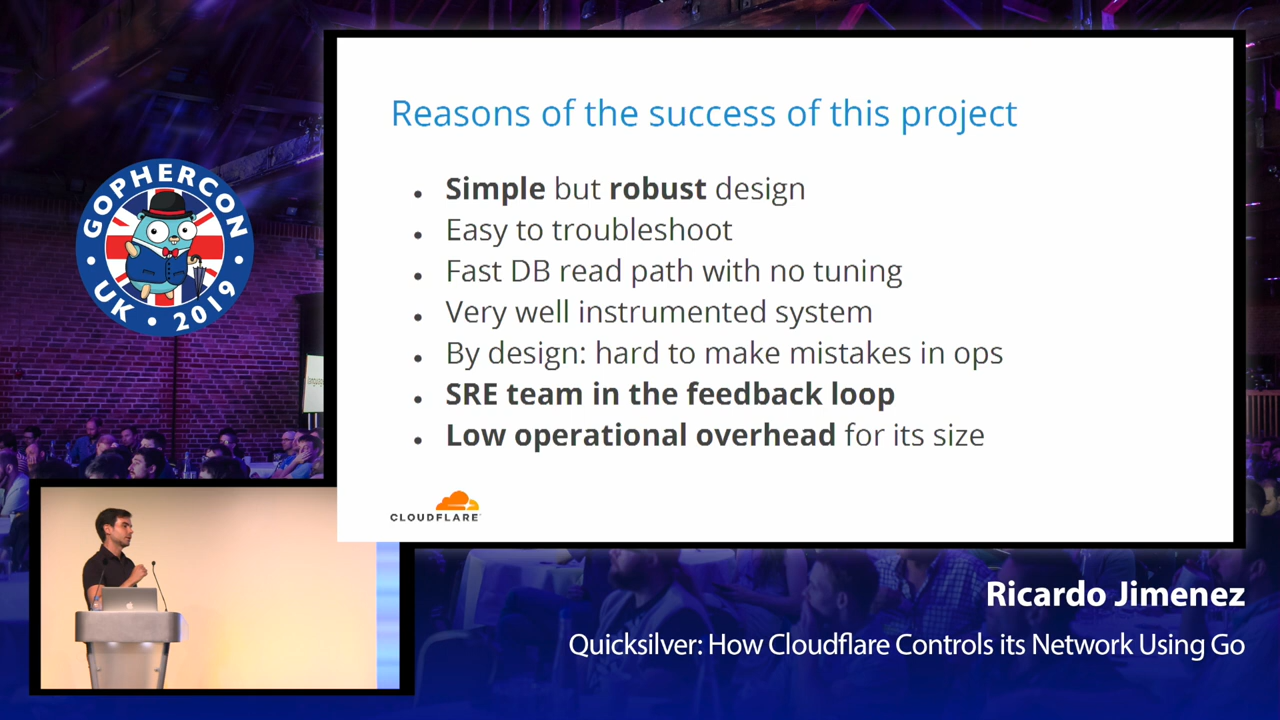 GOPHERCON
UK • 2019
Reasons of the success of this project
• Simple but robust design
• Easy to troubleshoot
• Fast DB read path with no tuning
• Very well instrumented system
• By design: hard to make mistakes in ops
• SRE team in the feedback loop
• Low operational overhead for its size
CLOUDFLARE
Ricardo Jimenez
Quicksilver: How Cloudflare Controls its Network Using Go